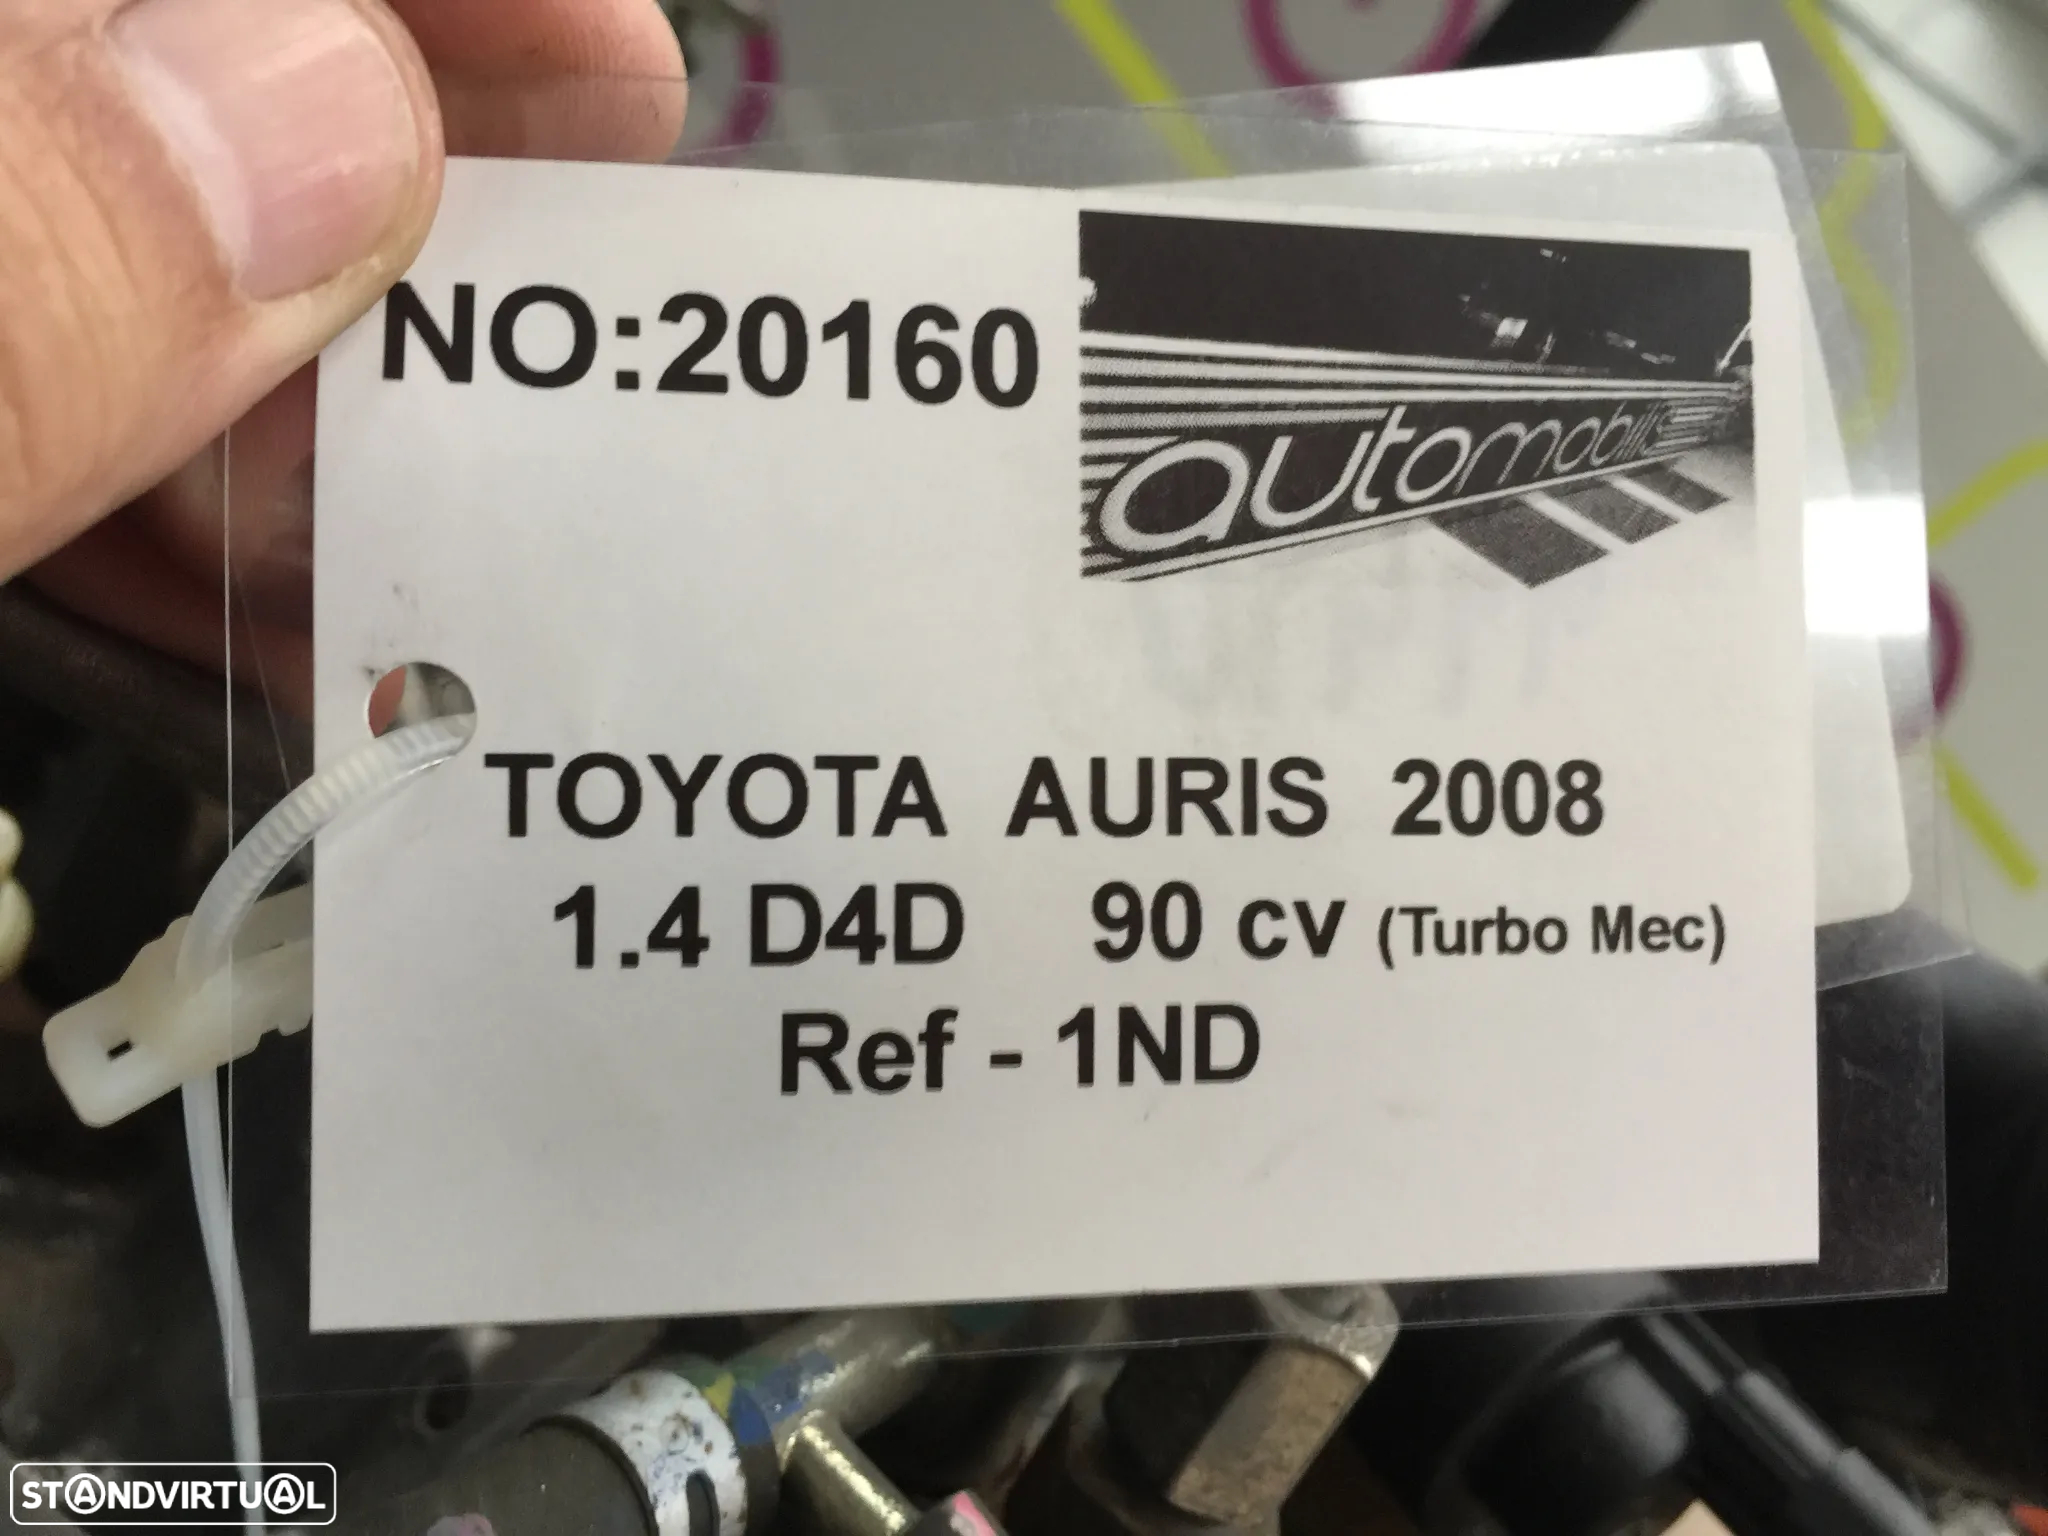 NO:20160
automobilis
TOYOTA AURIS 2008
1.4 D4D 90 cv (Turbo Mec)
Ref - 1ND
STANDVIRTUAL